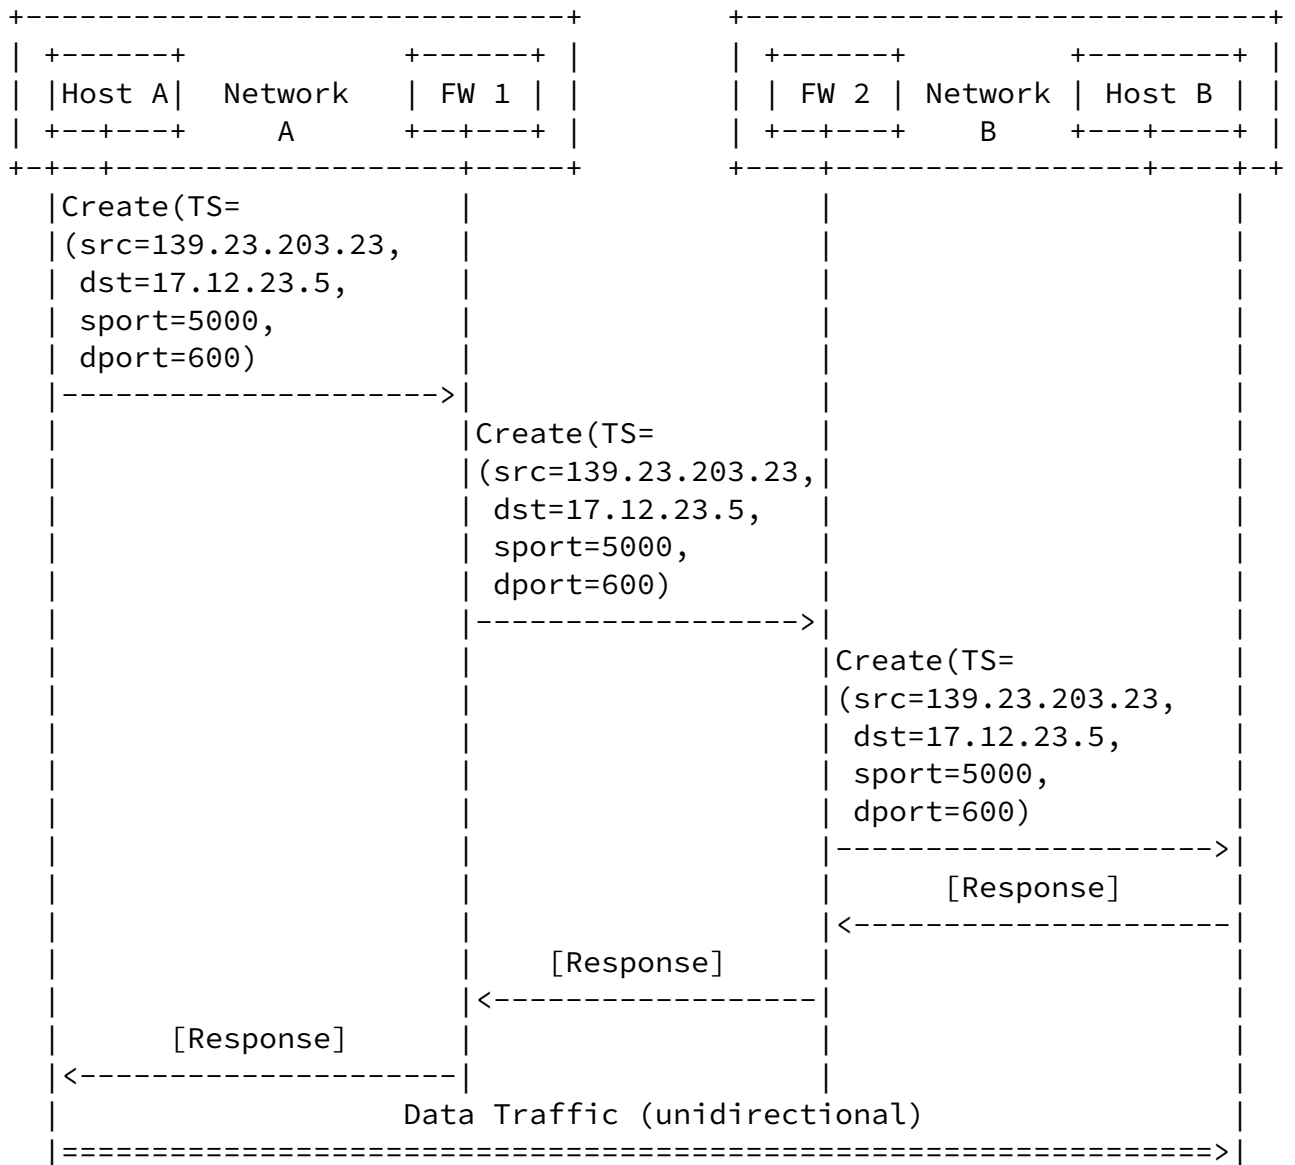 Host A Network FW 1 FW 2 Network Host B
A B
Create(TS=
(src=139.23.203.23,
dst=17.12.23.5,
sport=5000,
dport=600)
Create(TS=
(src=139.23.203.23,
dst=17.12.23.5,
sport=5000,
dport=600)
Create(TS=
(src=139.23.203.23,
dst=17.12.23.5,
sport=5000,
dport=600)
[Response]
[Response]
[Response]
Data Traffic (unidirectional)